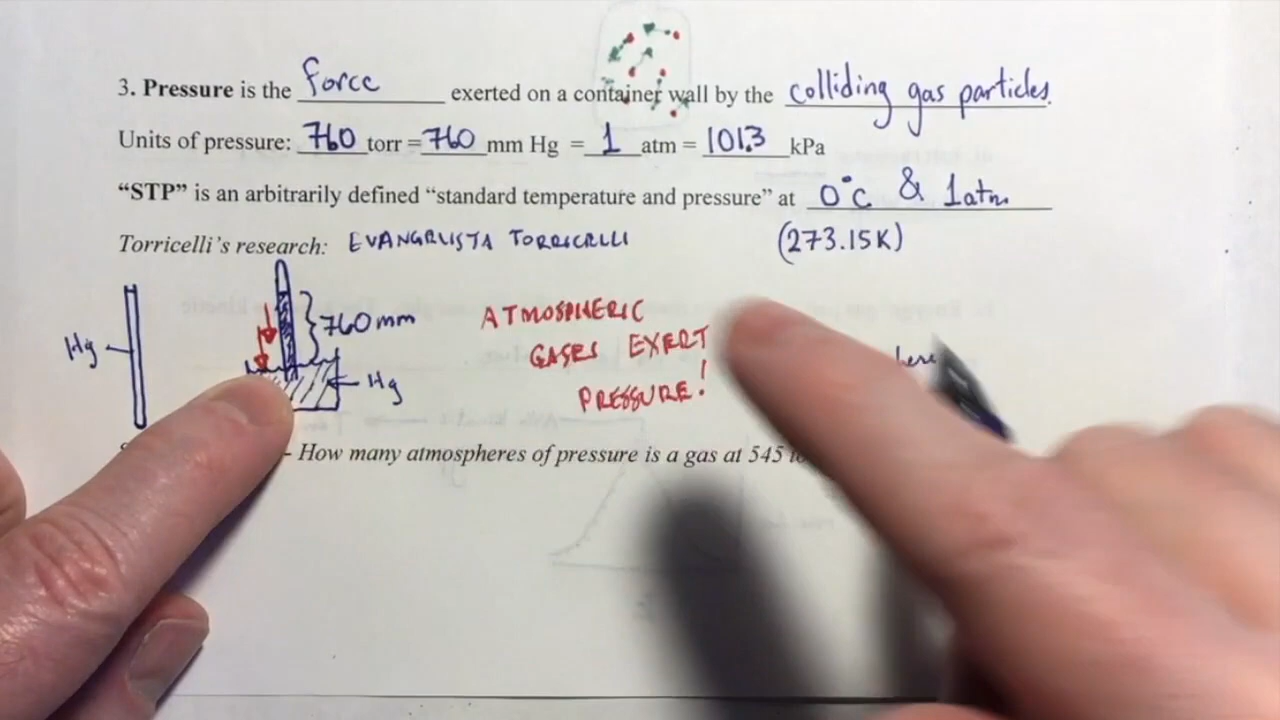 3. Pressure is the force exerted on a container wall by the colliding gas particles.
Units of pressure: 760 torr = 760 mm Hg = 1 atm = 101.3 kPa
“STP” is an arbitrarily defined “standard temperature and pressure” at 0°C & 1atm.
(273.15K)
Torricelli’s research: EVANGELISTA TORRICELLI
Hg
760mm
Hg
ATMOSPHERIC
GASES EXERT
PRESSURE!
- How many atmospheres of pressure is a gas at 545